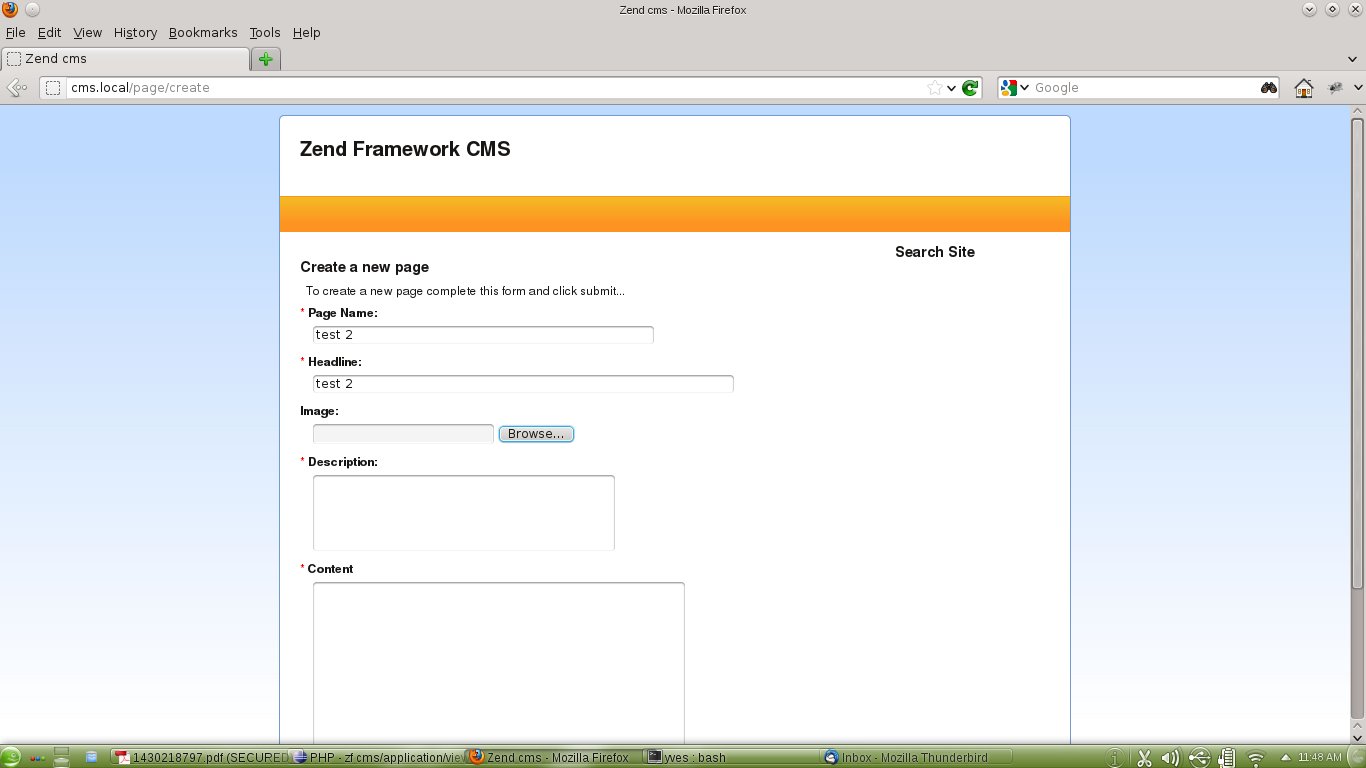 Zend cms - Mozilla Firefox
File Edit View History Bookmarks Tools Help
Zend cms
cms.local/page/create
Google
Zend Framework CMS
Search Site
Create a new page
To create a new page complete this form and click submit...
* Page Name:
test 2
* Headline:
test 2
Image:
Browse...
* Description:
* Content
1430218797.pdf (SECURED PHP - zf cms/application/view Zend cms - Mozilla Firefox yves : bash Inbox - Mozilla Thunderbird 11:48 AM